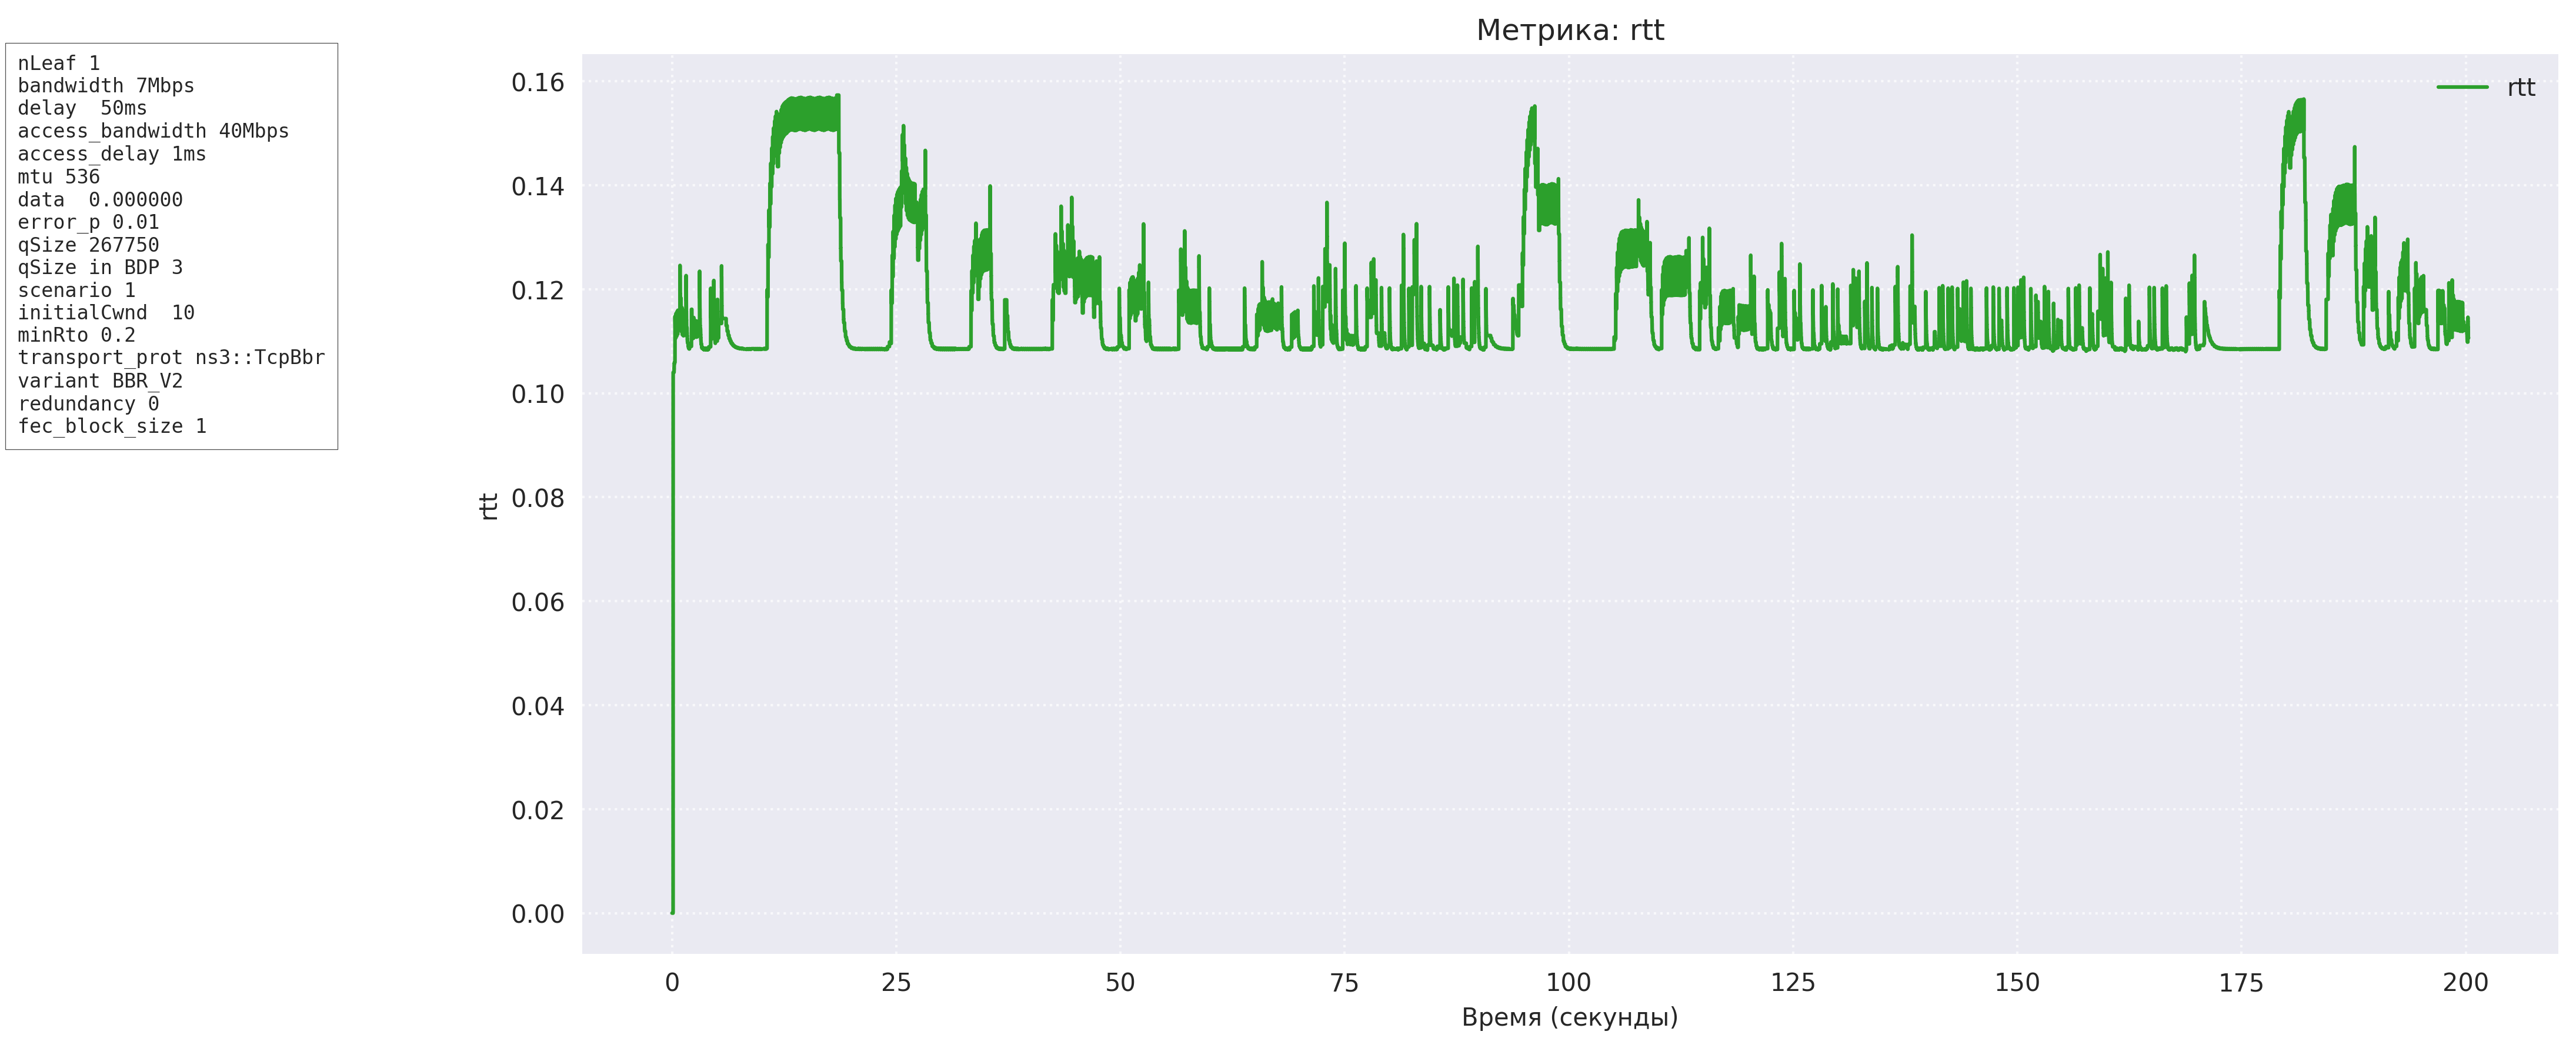 nLeaf 1
bandwidth 7Mbps
delay  50ms
access_bandwidth 40Mbps
access_delay 1ms
mtu 536
data  0.000000
error_p 0.01
qSize 267750
qSize in BDP 3
scenario 1
initialCwnd  10
minRto 0.2
transport_prot ns3::TcpBbr
variant BBR_V2
redundancy 0
fec_block_size 1
Метрика: rtt
rtt
rtt
0.16
0.14
0.12
0.10
0.08
0.06
0.04
0.02
0.00
0 25 50 75 100 125 150 175 200
Время (секунды)